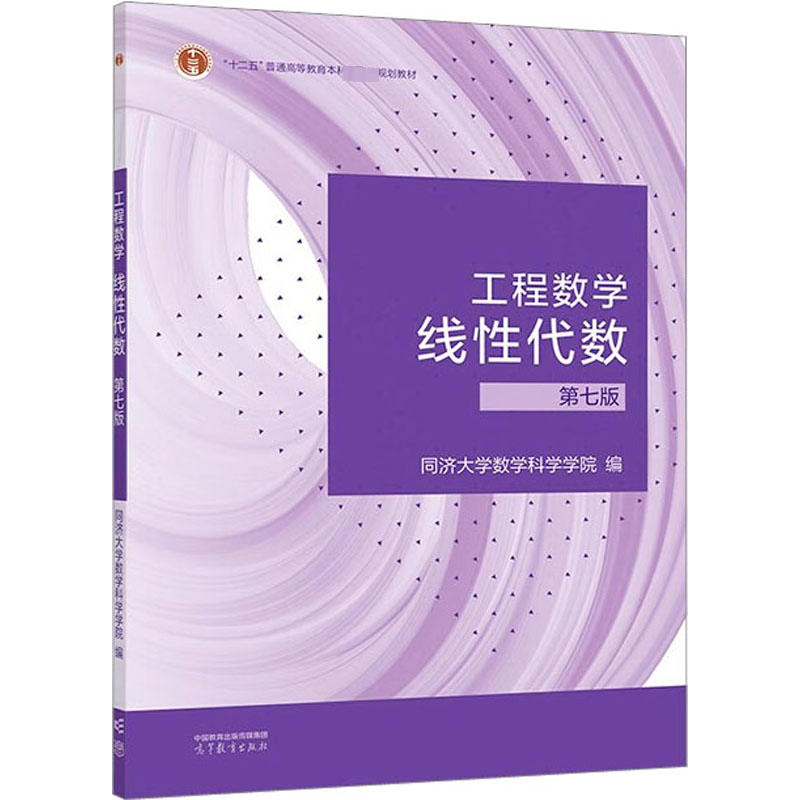 "十二五"普通高等教育本科
规划教材
工程数学
线性代数
第七版
同济大学数学科学学院 编
工程数学 线性代数 第七版 同济大学数学科学学院 编
中国教育出版传媒集团
高等教育出版社